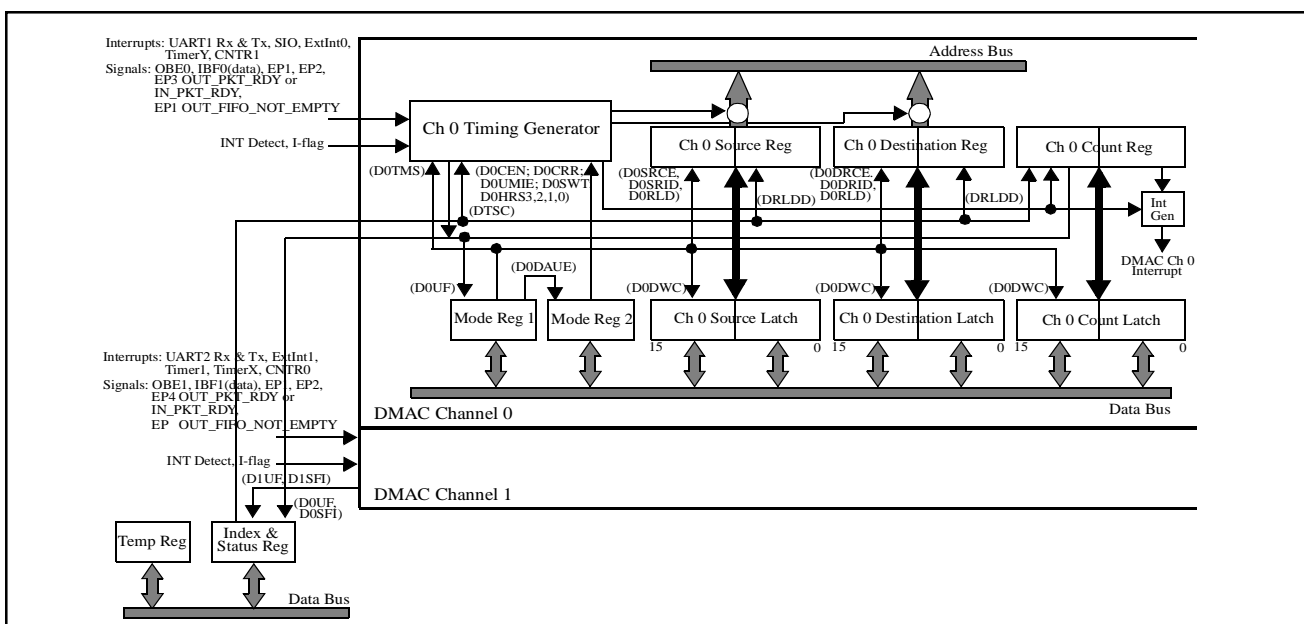 Interrupts: UART1 Rx & Tx, SIO, ExtInt0,
TimerY, CNTR1
Signals: OBE0, IBF0(data), EP1, EP2,
EP3 OUT_PKT_RDY or
IN_PKT_RDY,
EP1 OUT_FIFO_NOT_EMPTY
INT Detect, I-flag
Address Bus
Ch 0 Timing Generator
Ch 0 Source Reg
Ch 0 Destination Reg
Ch 0 Count Reg
(D0TMS)
(D0CEN; D0CRR;
D0UMIE; D0SWT
D0HRS3,2,1,0)
(DTSC)
(D0SRCE,
D0SRID,
D0RLD)
(DRLDD)
(D0DRCE,
D0DRID,
D0RLD)
(DRLDD)
Int
Gen
DMAC Ch 0
Interrupt
(D0UF)
(D0DAUE)
(D0DWC)
(D0DWC)
(D0DWC)
Mode Reg 1
Mode Reg 2
Ch 0 Source Latch
Ch 0 Destination Latch
Ch 0 Count Latch
15 0
15 0
15 0
Data Bus
DMAC Channel 0
Interrupts: UART2 Rx & Tx, ExtInt1,
Timer1, TimerX, CNTR0
Signals: OBE1, IBF1(data), EP1, EP2,
EP4 OUT_PKT_RDY or
IN_PKT_RDY,
EP OUT_FIFO_NOT_EMPTY
INT Detect, I-flag
(D1UF, D1SFI)
DMAC Channel 1
(D0UF,
D0SFI)
Temp Reg
Index &
Status Reg
Data Bus